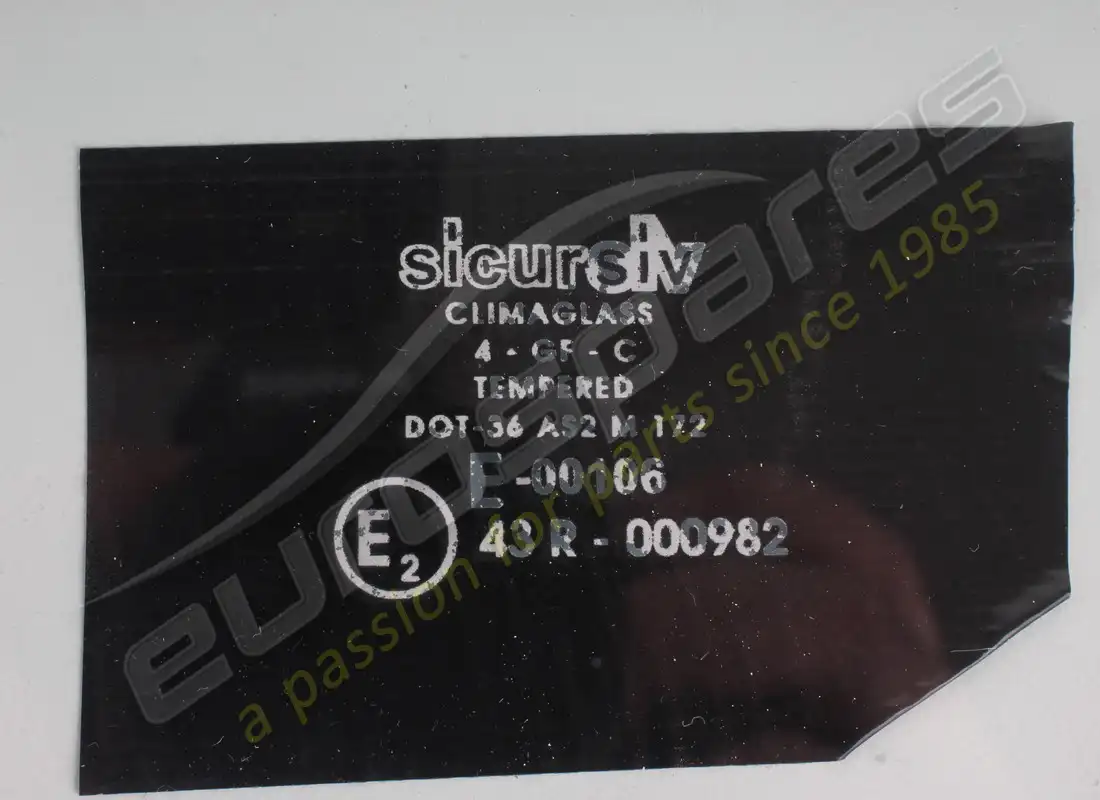 sicursiv
CLIMAGLASS
4 - GF - C
TEMPERED
DOT-36 AS2 M 172
E -00106
E2 43 R - 000982
eurospares
a passion for parts since 1985